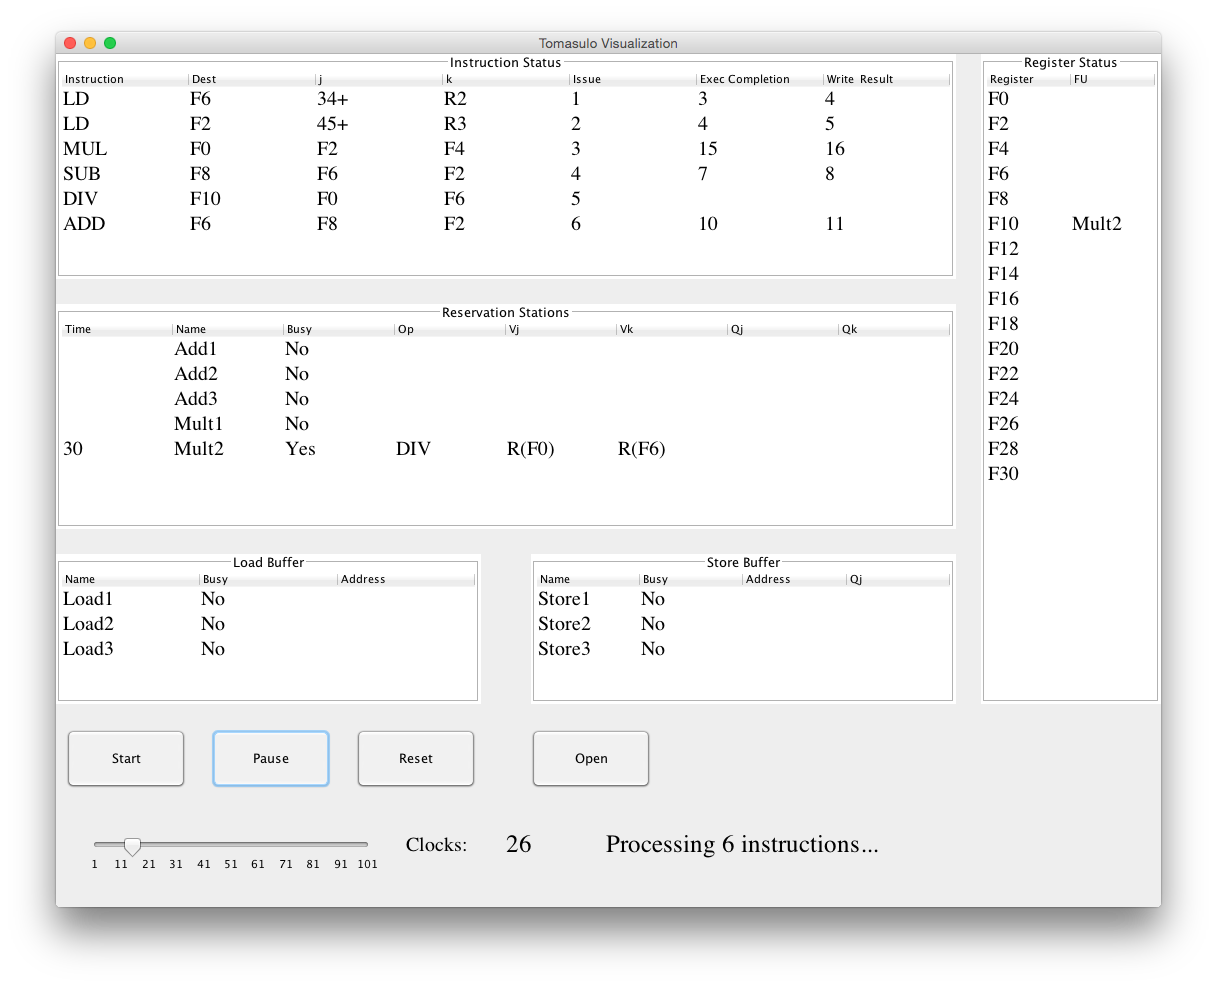 Tomasulo Visualization
Instruction Status
Instruction Dest j k Issue Exec Completion Write Result
LD F6 34+ R2 1 3 4
LD F2 45+ R3 2 4 5
MUL F0 F2 F4 3 15 16
SUB F8 F6 F2 4 7 8
DIV F10 F0 F6 5
ADD F6 F8 F2 6 10 11
Reservation Stations
Time Name Busy Op Vj Vk Qj Qk
Add1 No
Add2 No
Add3 No
Mult1 No
30 Mult2 Yes DIV R(F0) R(F6)
Load Buffer
Name Busy Address
Load1 No
Load2 No
Load3 No
Store Buffer
Name Busy Address Qj
Store1 No
Store2 No
Store3 No
Register Status
Register FU
F0
F2
F4
F6
F8
F10 Mult2
F12
F14
F16
F18
F20
F22
F24
F26
F28
F30
Start Pause Reset Open
1 11 21 31 41 51 61 71 81 91 101
Clocks: 26 Processing 6 instructions...